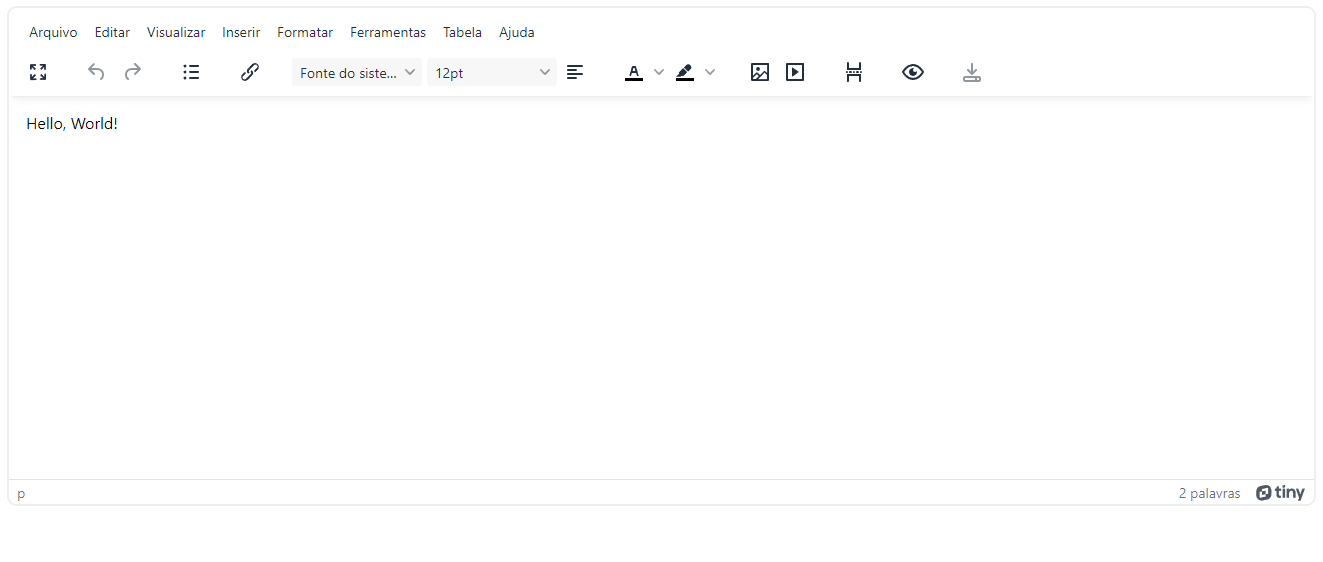 Arquivo Editar Visualizar Inserir Formatar Ferramentas Tabela Ajuda
Fonte do siste... 12pt A
Hello, World!
p 2 palavras tiny